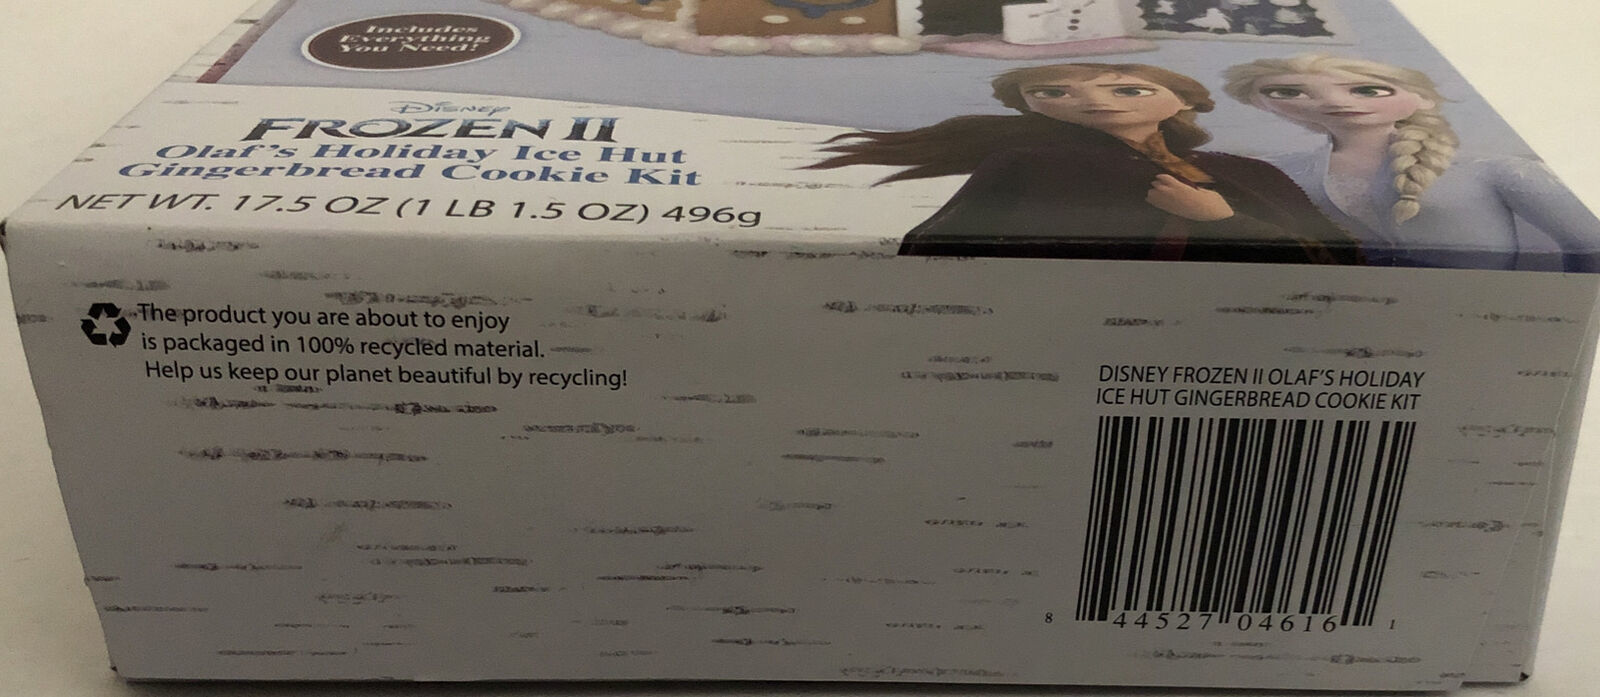 Includes
Everything
You Need!
Disney
FROZEN II
Olaf's Holiday Ice Hut
Gingerbread Cookie Kit
NET WT. 17.5 OZ (1 LB 1.5 OZ) 496g
The product you are about to enjoy
is packaged in 100% recycled material.
Help us keep our planet beautiful by recycling!
DISNEY FROZEN II OLAF'S HOLIDAY
ICE HUT GINGERBREAD COOKIE KIT
8 44527 04616 1